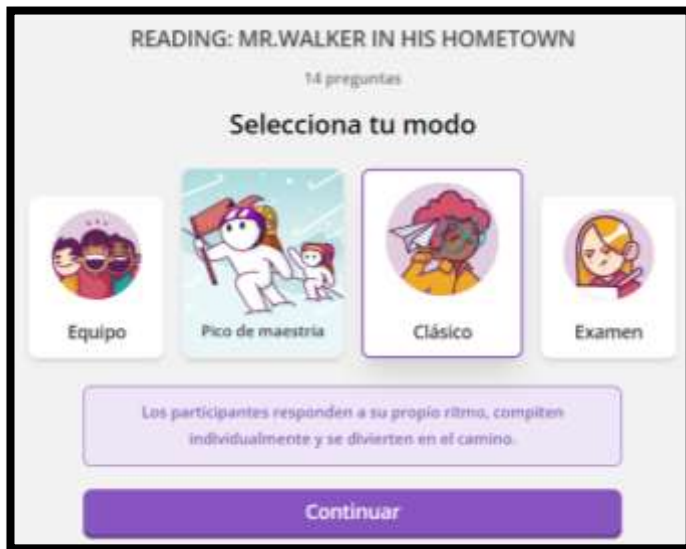 READING: MR.WALKER IN HIS HOMETOWN
14 preguntas
Selecciona tu modo
Equipo
Pico de maestria
Clásico
Examen
Los participantes responden a su propio ritmo, compiten
individualmente y se divierten en el camino.
Continuar